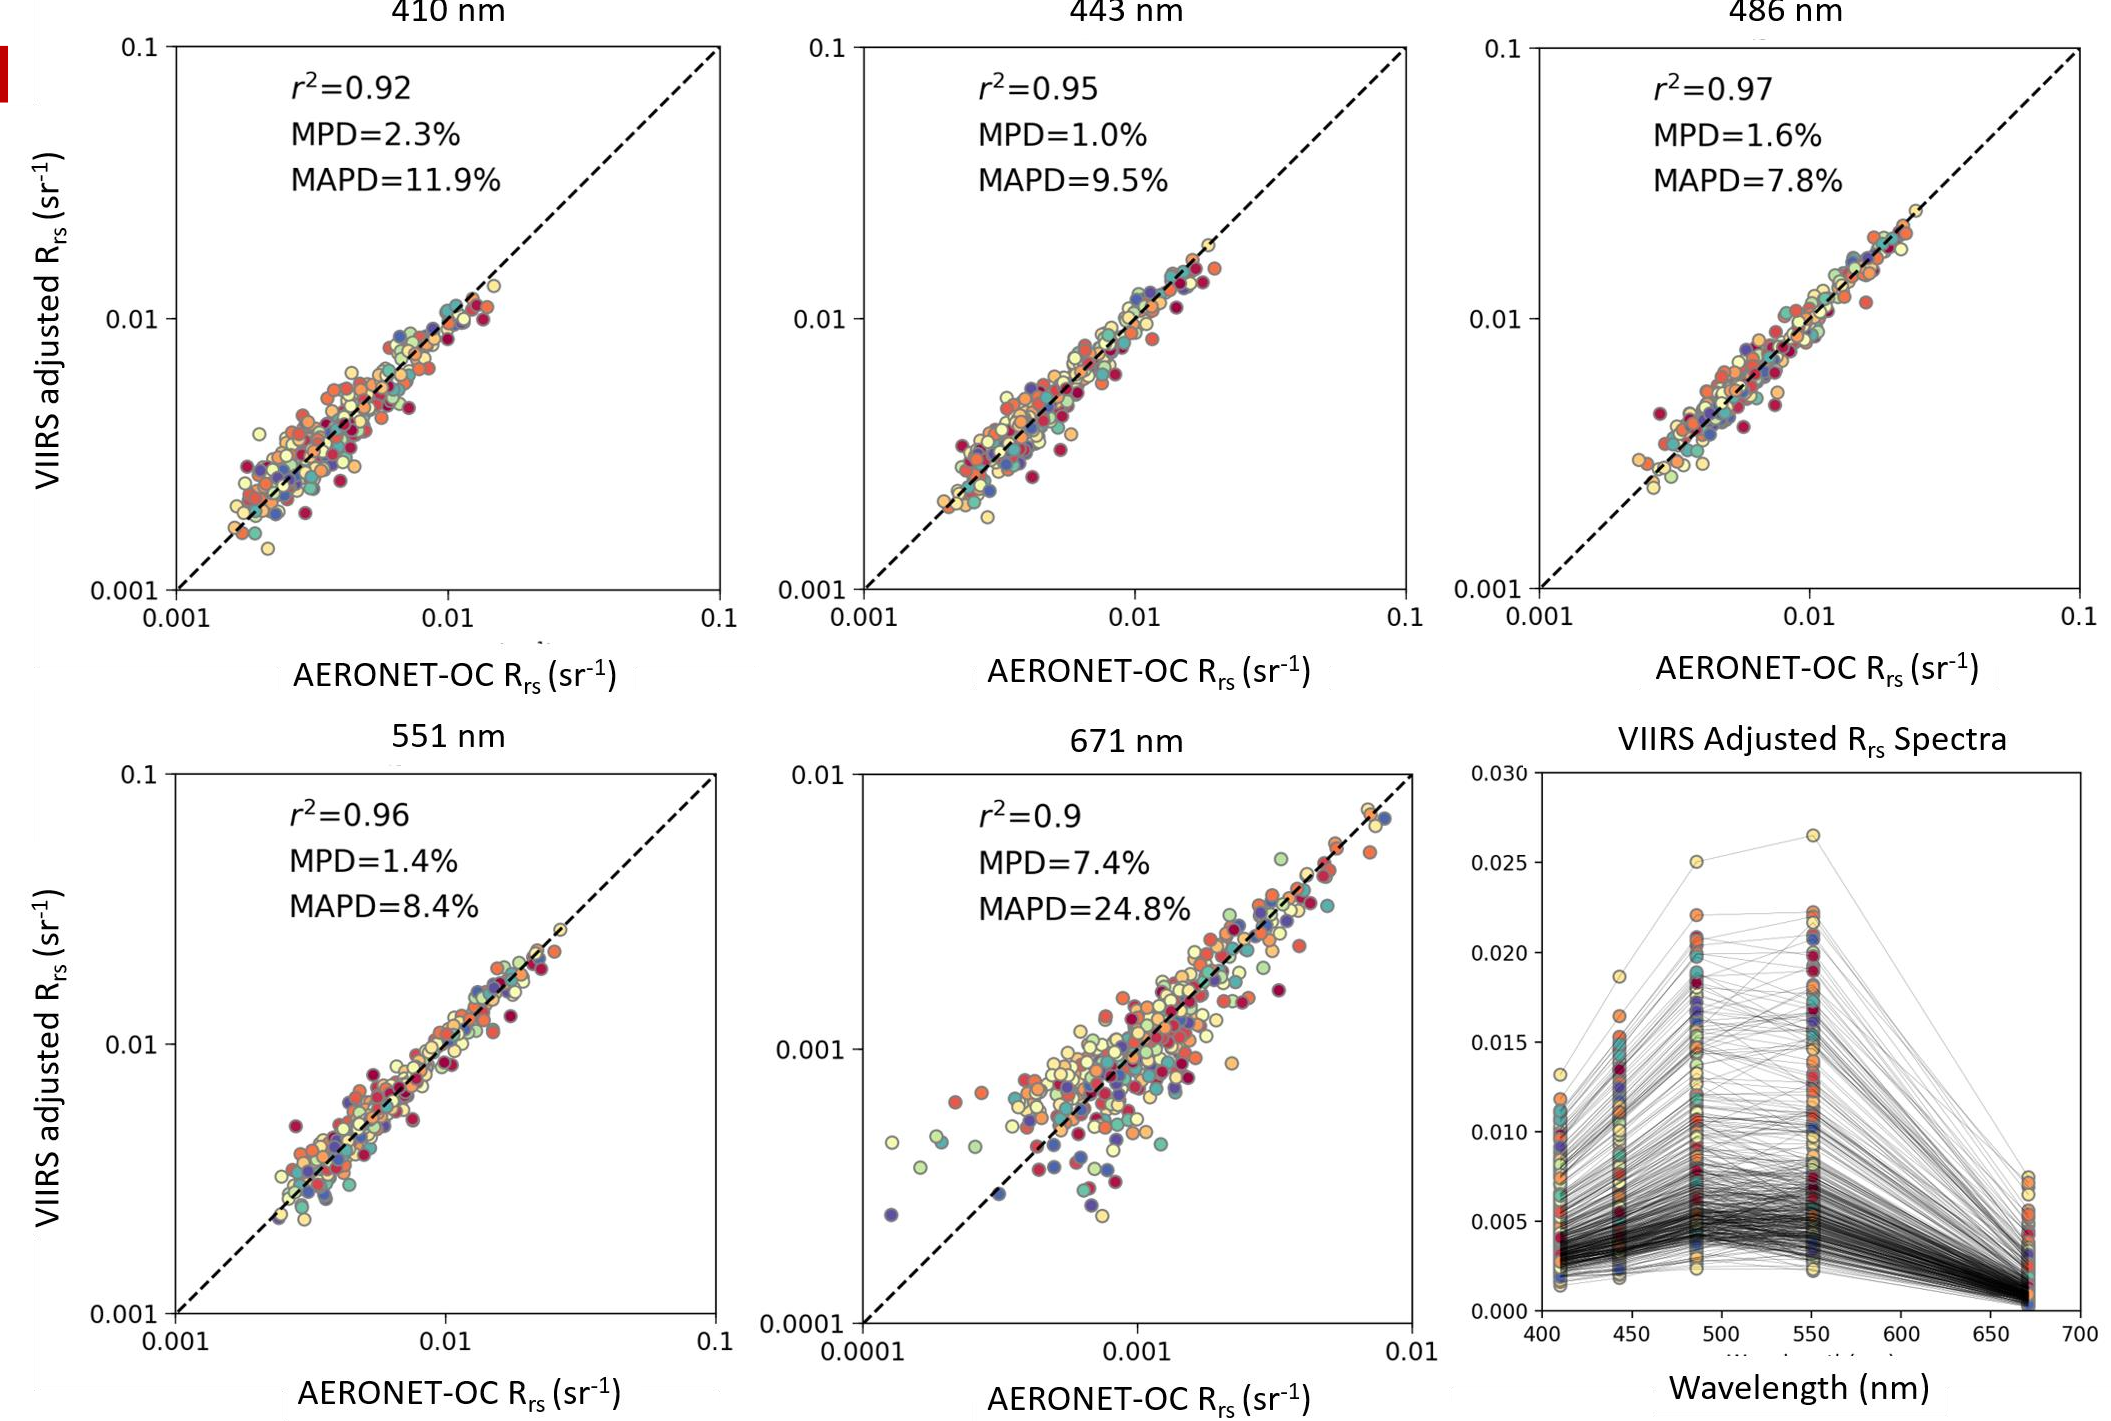 410 nm
443 nm
486 nm
0.1
r²=0.92
MPD=2.3%
MAPD=11.9%
VIIRS adjusted Rrs (sr-1)
0.01
0.001
0.001
0.01
0.1
AERONET-OC Rrs (sr-1)
0.1
r²=0.95
MPD=1.0%
MAPD=9.5%
0.01
0.001
0.001
0.01
0.1
AERONET-OC Rrs (sr-1)
0.1
r²=0.97
MPD=1.6%
MAPD=7.8%
0.01
0.001
0.001
0.01
0.1
AERONET-OC Rrs (sr-1)
551 nm
0.1
r²=0.96
MPD=1.4%
MAPD=8.4%
VIIRS adjusted Rrs (sr-1)
0.01
0.001
0.001
0.01
0.1
AERONET-OC Rrs (sr-1)
671 nm
0.01
r²=0.9
MPD=7.4%
MAPD=24.8%
0.001
0.0001
0.0001
0.001
0.01
AERONET-OC Rrs (sr-1)
VIIRS Adjusted Rrs Spectra
0.030
0.025
0.020
0.015
0.010
0.005
0.000
400 450 500 550 600 650 700
Wavelength (nm)